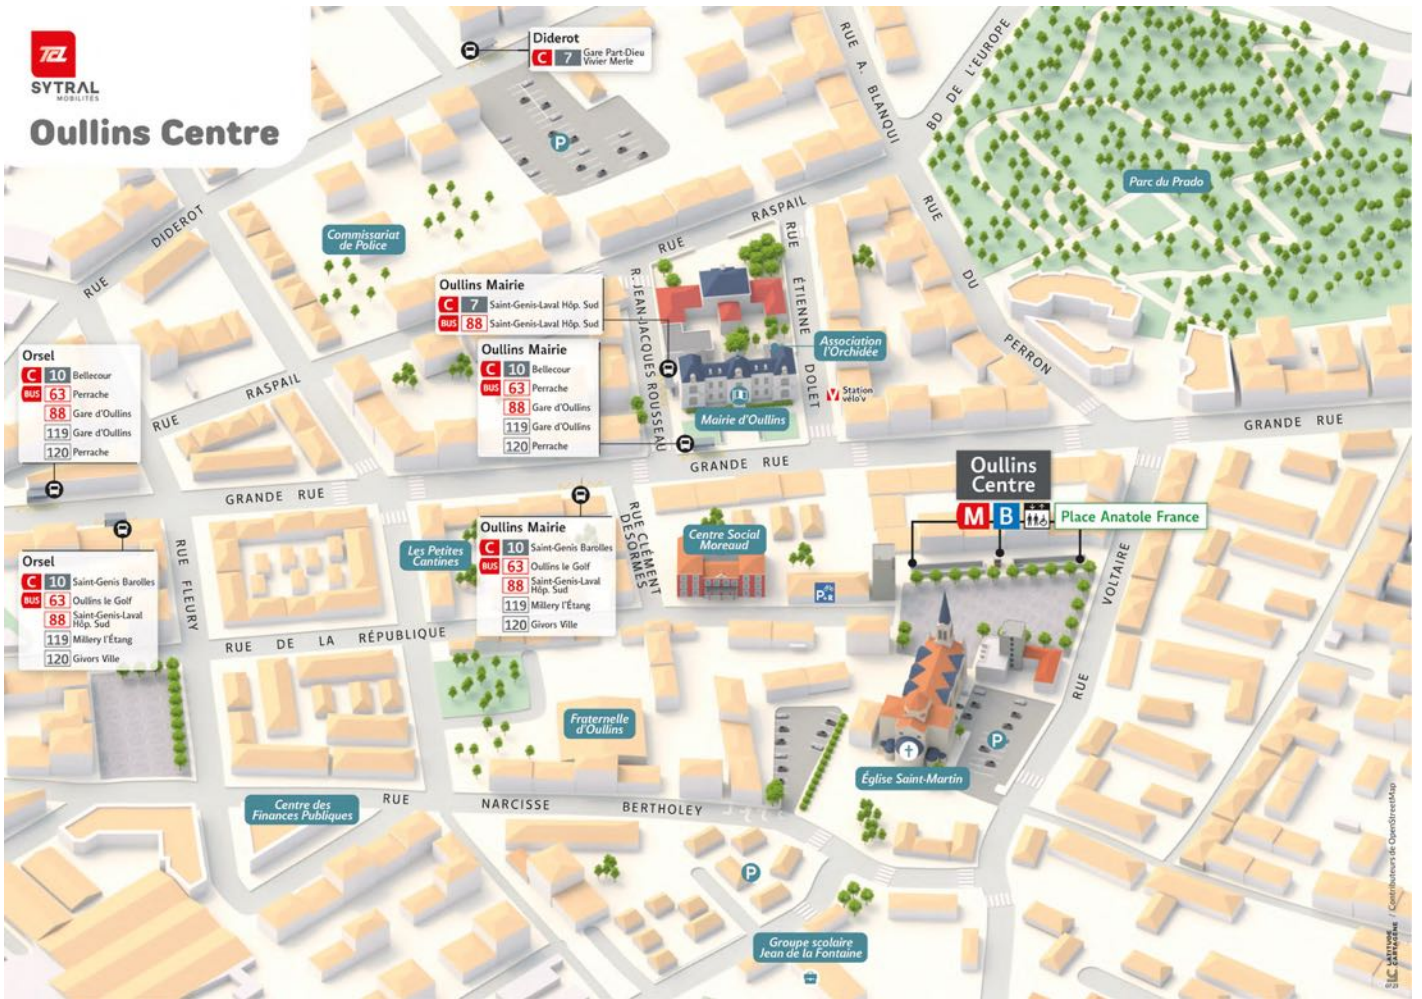 TCL
SYTRAL
MOBILITÉS
Oullins Centre
Diderot
C 7 Gare Part-Dieu
Vivier Merle
RUE A. BLANQUI
BD DE L'EUROPE
Parc du Prado
RUE DIDEROT
Commissariat
de Police
RUE RASPAIL
RUE ÉTIENNE DOLET
RUE DU PERRON
R. JEAN-JACQUES ROUSSEAU
Oullins Mairie
C 7 Saint-Genis-Laval Hôp. Sud
BUS 88 Saint-Genis-Laval Hôp. Sud
Oullins Mairie
C 10 Bellecour
BUS 63 Perrache
88 Gare d'Oullins
119 Gare d'Oullins
120 Perrache
Association
l'Orchidée
Station
vélo'v
Mairie d'Oullins
Orsel
C 10 Bellecour
BUS 63 Perrache
88 Gare d'Oullins
119 Gare d'Oullins
120 Perrache
RUE RASPAIL
GRANDE RUE
GRANDE RUE
GRANDE RUE
Oullins
Centre
M B Place Anatole France
Orsel
C 10 Saint-Genis Barolles
BUS 63 Oullins le Golf
88 Saint-Genis-Laval
Hôp. Sud
119 Millery l'Étang
120 Givors Ville
RUE FLEURY
Les Petites
Cantines
Oullins Mairie
C 10 Saint-Genis Barolles
BUS 63 Oullins le Golf
88 Saint-Genis-Laval
Hôp. Sud
119 Millery l'Étang
120 Givors Ville
RUE CLÉMENT
DÉSORMES
Centre Social
Moreaud
P+R
RUE VOLTAIRE
RUE DE LA RÉPUBLIQUE
Fraternelle
d'Oullins
P
P
Église Saint-Martin
Centre des
Finances Publiques
RUE NARCISSE BERTHOLEY
P
Groupe scolaire
Jean de la Fontaine
LC LATITUDE
CARTAGÈNE / Contributeurs de OpenStreetMap